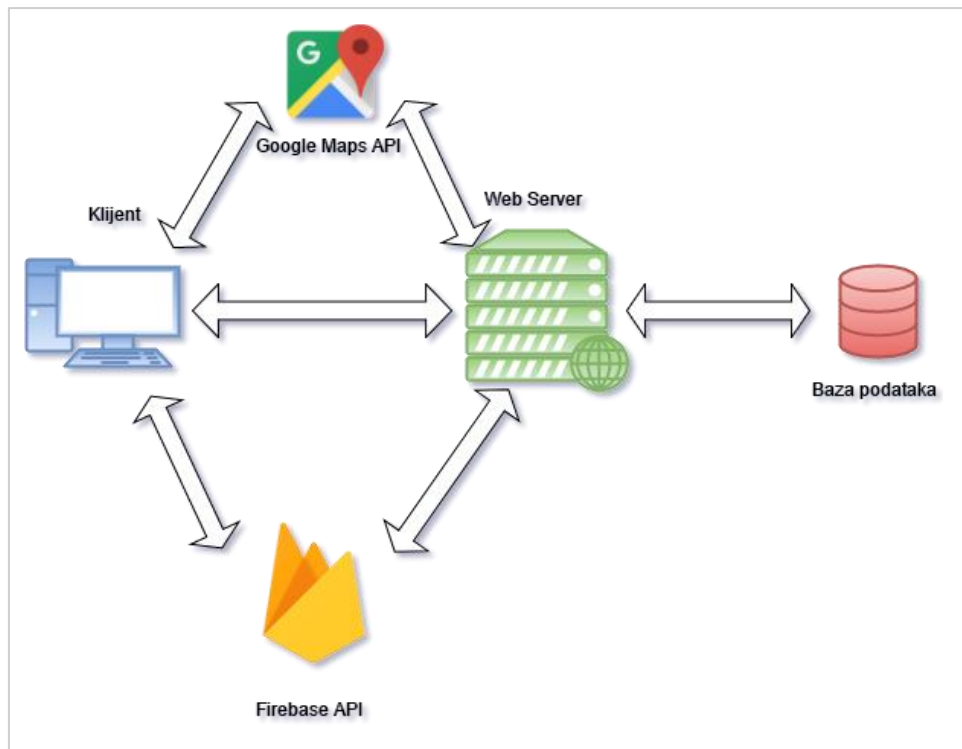 G
Google Maps API
Web Server
Klijent
Baza podataka
Firebase API